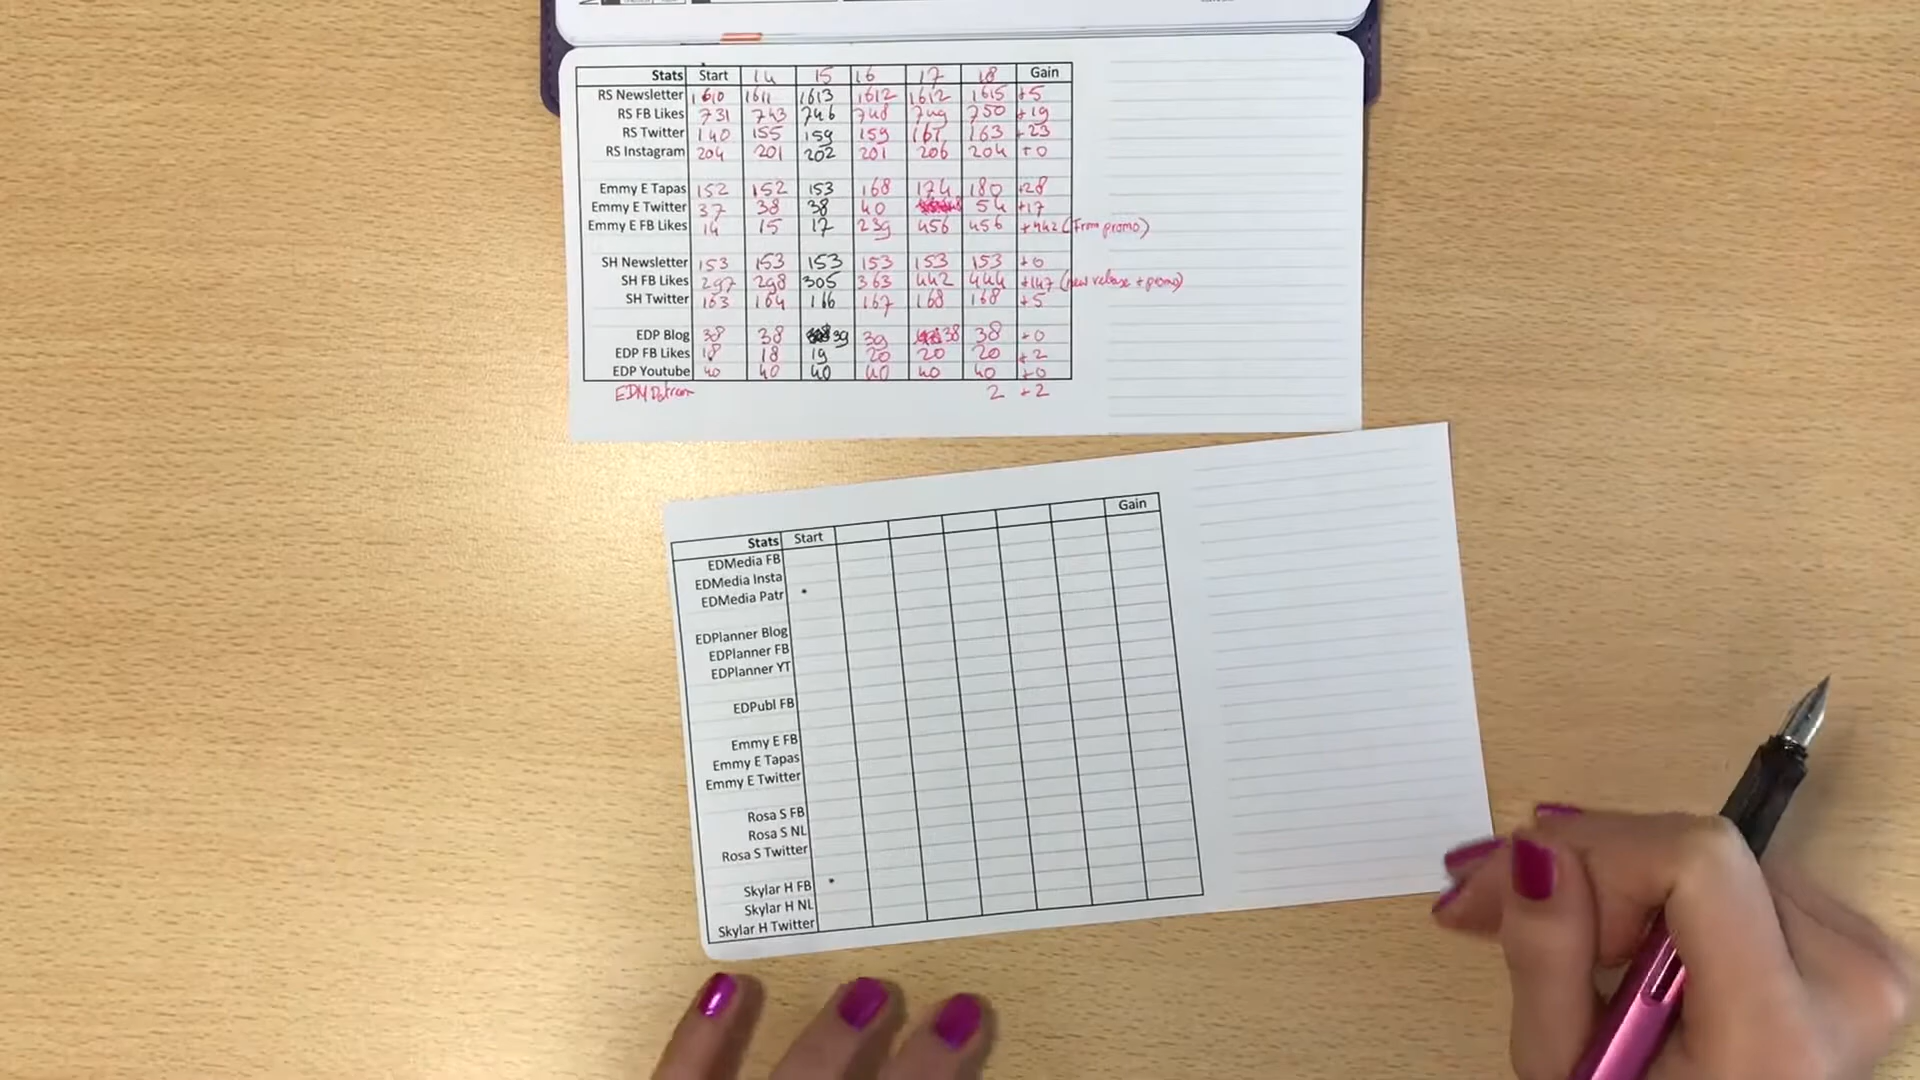 Stats Start 14 15 16 17 18 Gain
RS Newsletter 1610 1611 1613 1612 1612 1615 +5
RS FB Likes 731 743 746 748 749 750 +19
RS Twitter 140 155 159 159 161 163 +23
RS Instagram 204 201 202 201 206 204 +0
Emmy E Tapas 152 152 153 168 174 180 +28
Emmy E Twitter 37 38 38 40 54 +17
Emmy E FB Likes 14 15 17 239 456 456 +442 (From promo)
SH Newsletter 153 153 153 153 153 153 +0
SH FB Likes 297 298 305 363 442 444 +147 (new release + promo)
SH Twitter 163 164 166 167 168 168 +5
EDP Blog 38 38 39 39 38 38 +0
EDP FB Likes 18 18 19 20 20 20 +2
EDP Youtube 40 40 40 40 40 40 +0
2 +2
Stats Start Gain
EDMedia FB
EDMedia Insta
EDMedia Patr
EDPlanner Blog
EDPlanner FB
EDPlanner YT
EDPubl FB
Emmy E FB
Emmy E Tapas
Emmy E Twitter
Rosa S FB
Rosa S NL
Rosa S Twitter
Skylar H FB
Skylar H NL
Skylar H Twitter